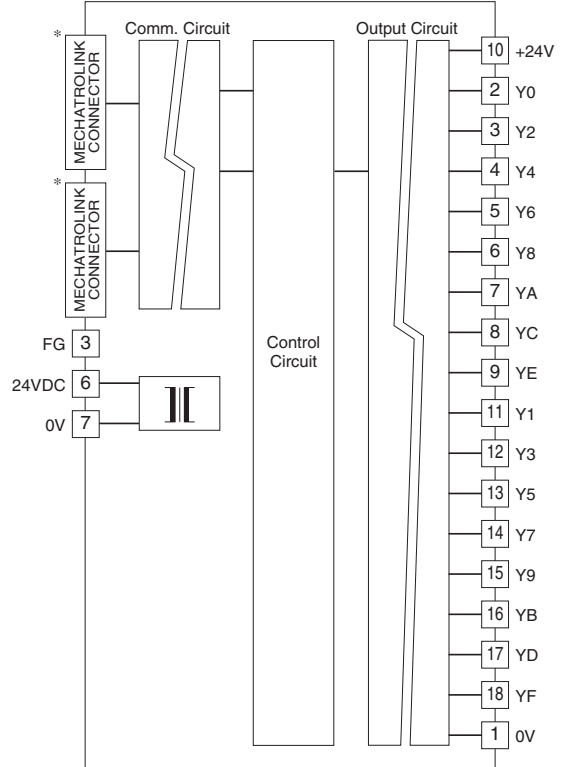 Comm. Circuit
Output Circuit
*
MECHATROLINK
CONNECTOR
*
MECHATROLINK
CONNECTOR
FG 3
24VDC 6
0V 7
Control
Circuit
10 +24V
2 Y0
3 Y2
4 Y4
5 Y6
6 Y8
7 YA
8 YC
9 YE
11 Y1
12 Y3
13 Y5
14 Y7
15 Y9
16 YB
17 YD
18 YF
1 0V